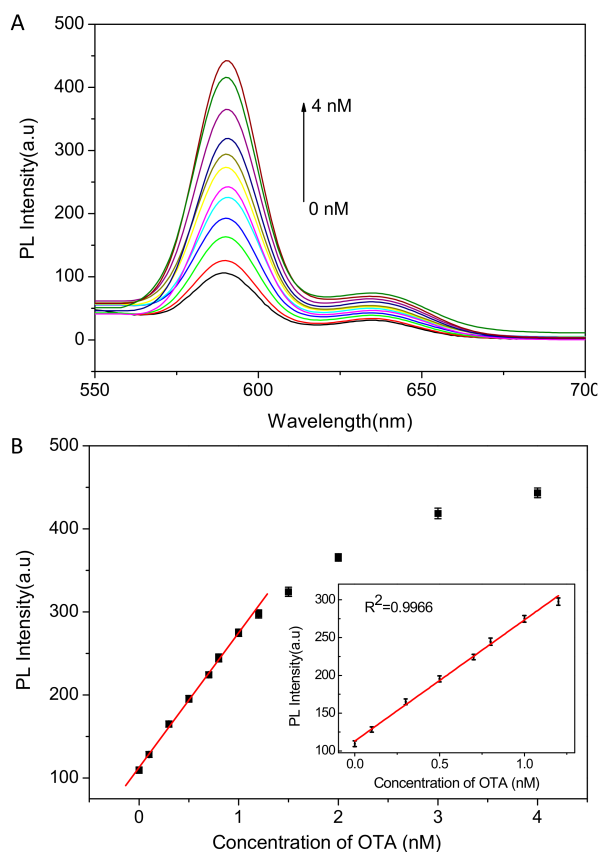 A
500
400
300
200
100
0
PL Intensity(a.u)
4 nM
0 nM
550
600
650
700
Wavelength(nm)
B
500
400
300
200
100
PL Intensity(a.u)
0
1
2
3
4
Concentration of OTA (nM)
R²=0.9966
300
250
200
150
100
PL Intensity(a.u)
0.0
0.5
1.0
Concentration of OTA (nM)